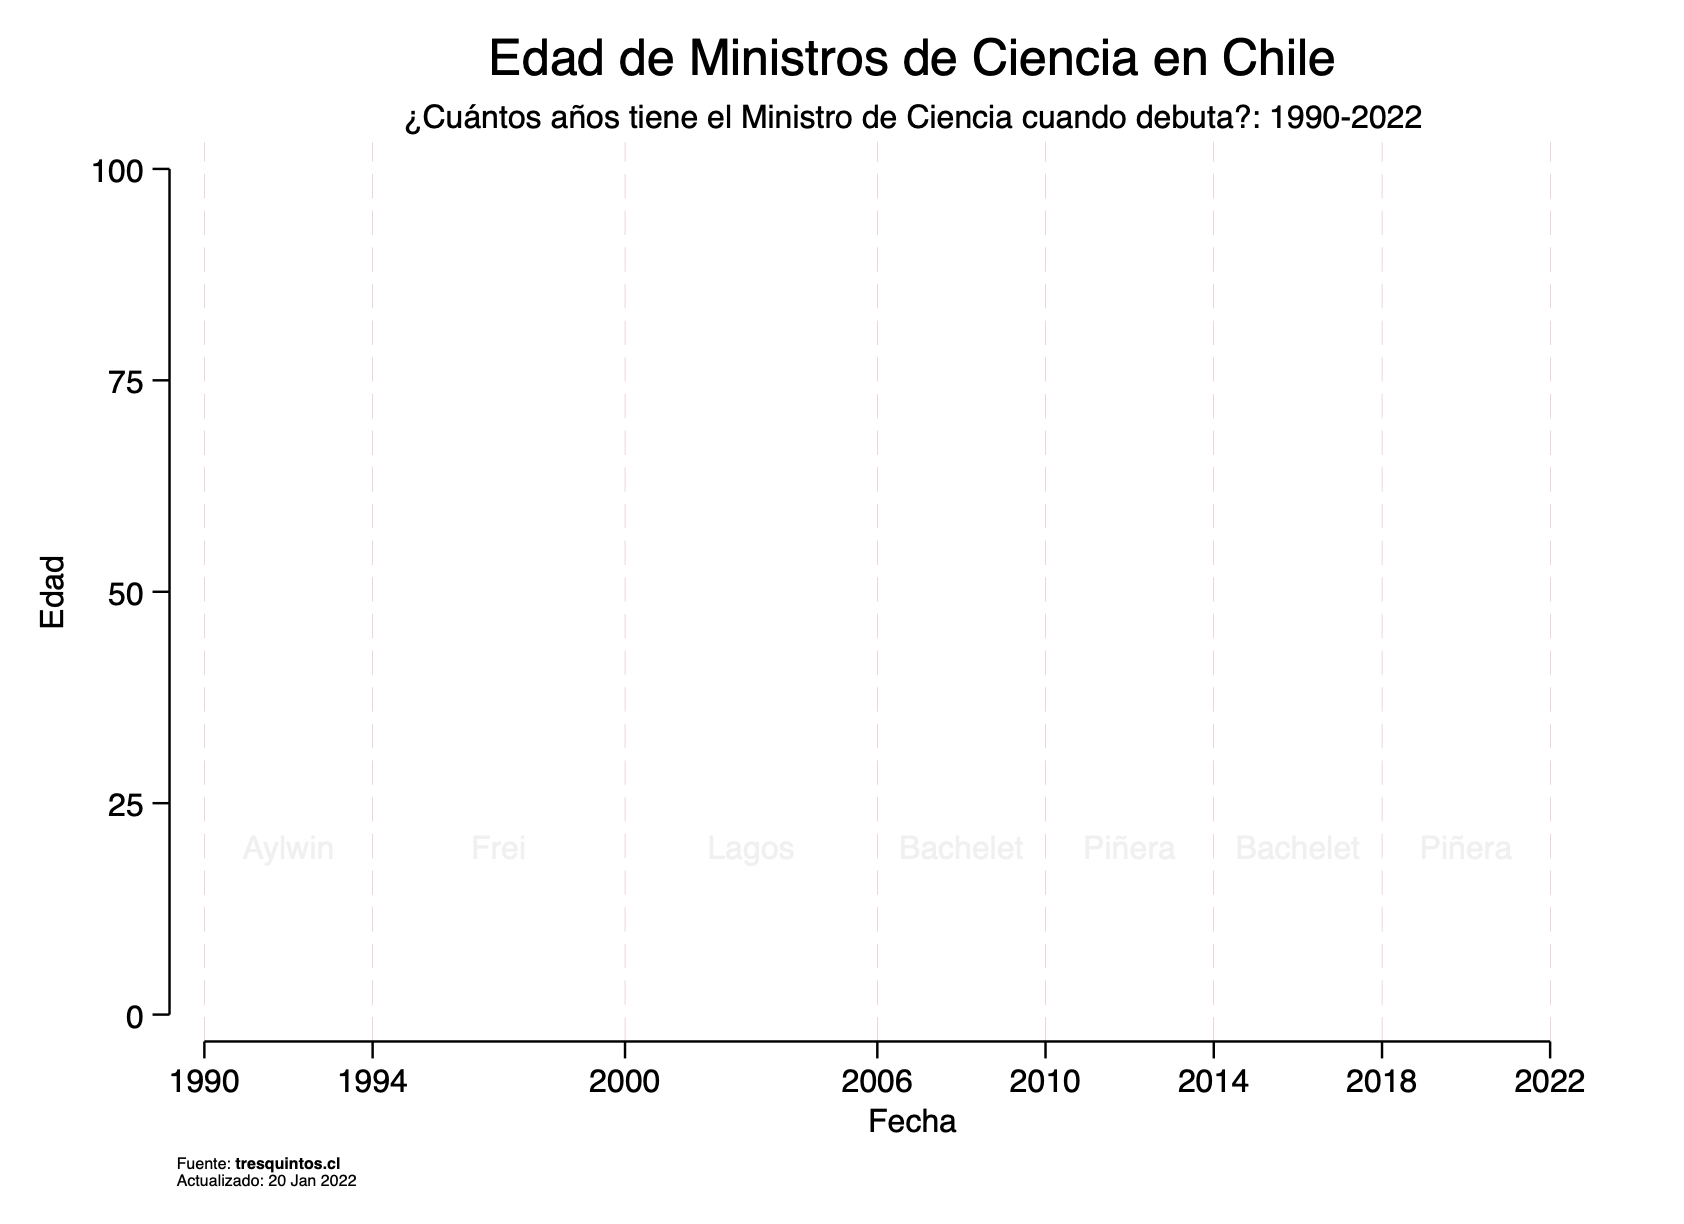 Edad de Ministros de Ciencia en Chile
¿Cuántos años tiene el Ministro de Ciencia cuando debuta?: 1990-2022
100
75
50
25
0
Edad
Aylwin Frei Lagos Bachelet Piñera Bachelet Piñera
1990 1994 2000 2006 2010 2014 2018 2022
Fecha
Fuente: tresquintos.cl
Actualizado: 20 Jan 2022